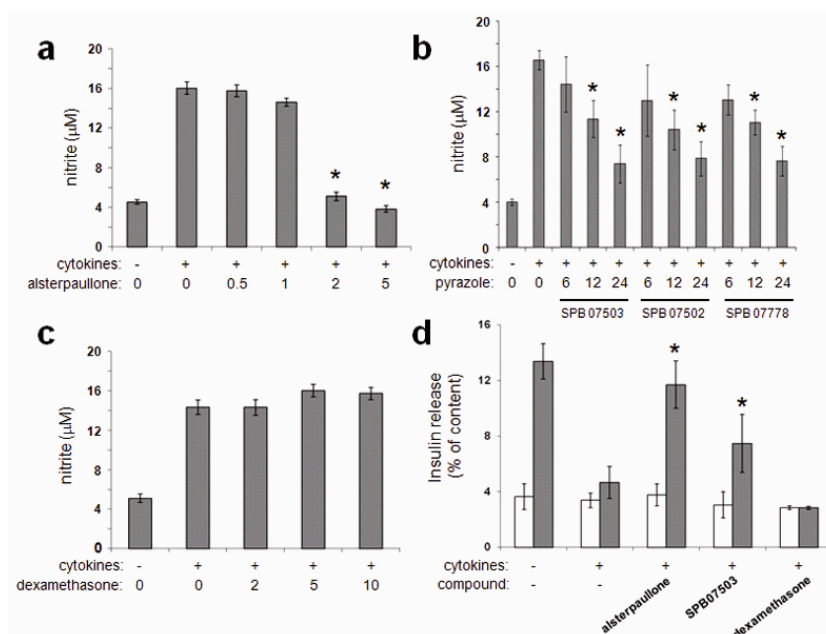 a
20
16
12
8
4
0
nitrite (μM)
cytokines: - + + + + +
alsterpaullone: 0 0 0.5 1 2 5
* *
b
20
16
12
8
4
0
nitrite (μM)
* * * * * *
cytokines: - + + + + + + + + + +
pyrazole: 0 0 6 12 24 6 12 24 6 12 24
SPB 07503 SPB 07502 SPB 07778
c
20
16
12
8
4
0
nitrite (μM)
cytokines: - + + + +
dexamethasone: 0 0 2 5 10
d
16
12
8
4
0
Insulin release
(% of content)
* *
cytokines: - + + + +
compound: - - alsterpaullone SPB07503 dexamethasone